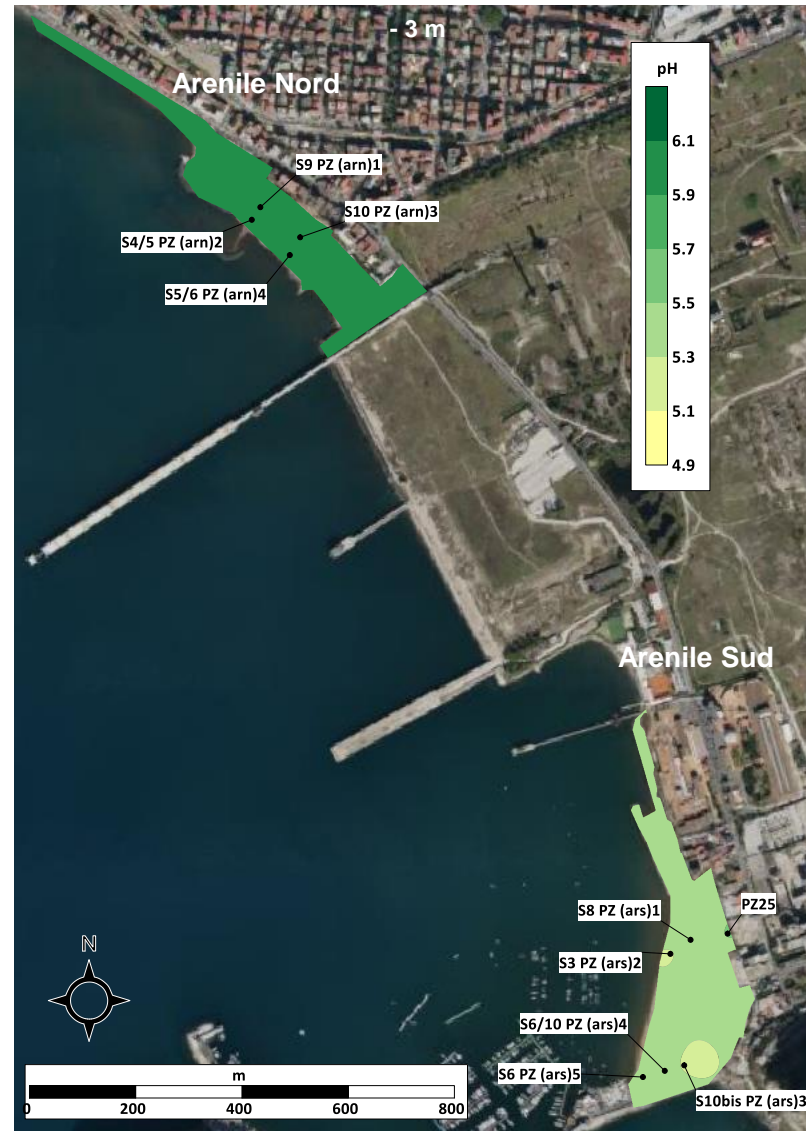 - 3 m
Arenile Nord
pH
6.1
5.9
5.7
5.5
5.3
5.1
4.9
S9 PZ (arn)1
S10 PZ (arn)3
S4/5 PZ (arn)2
S5/6 PZ (arn)4
Arenile Sud
PZ25
S8 PZ (ars)1
S3 PZ (ars)2
S6/10 PZ (ars)4
S6 PZ (ars)5
S10bis PZ (ars)3
N
m
0 200 400 600 800